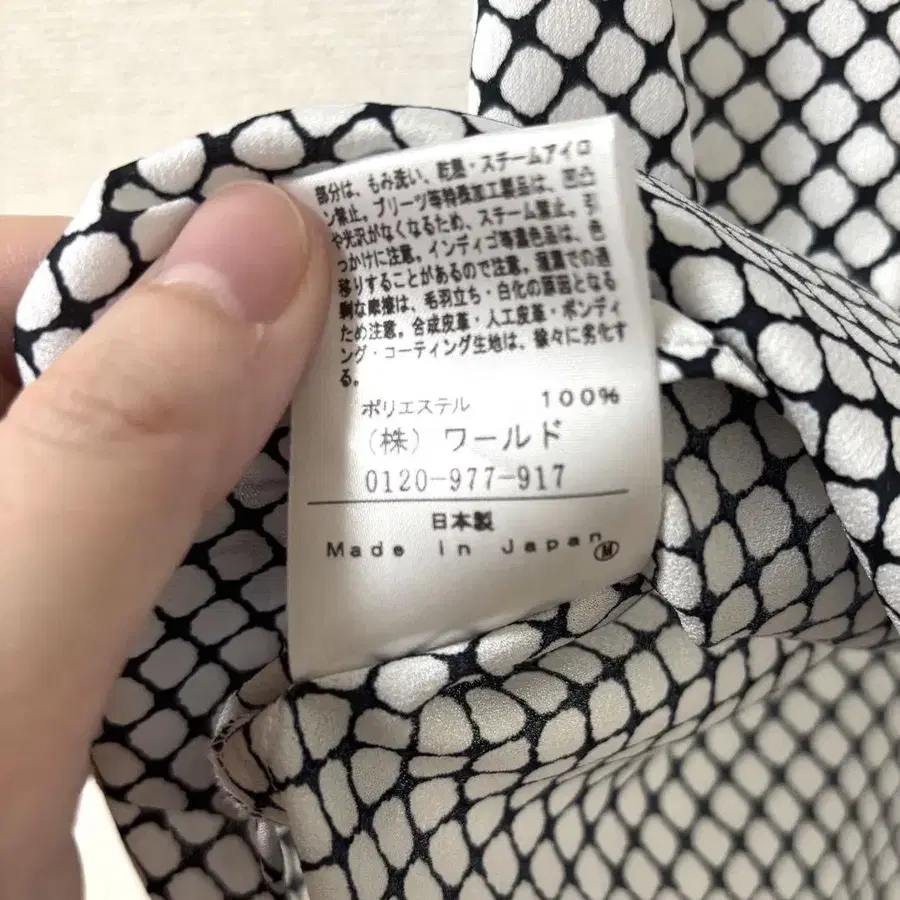 部分は、もみ洗い、乾燥・スチームアイロ
ン禁止。プリーツ等特殊加工製品は、凹凸
や光沢がなくなるため、スチーム禁止。引
っかけに注意。インディゴ等濃色品は、色
移りすることがあるので注意。湿潤での過
剰な摩擦は、毛羽立ち・白化の原因となる
ため注意。合成皮革・人工皮革・ボンディ
ング・コーティング生地は、徐々に劣化す
る。
ポリエステル 100%
(株) ワールド
0120-977-917
日本製
Made in Japan M